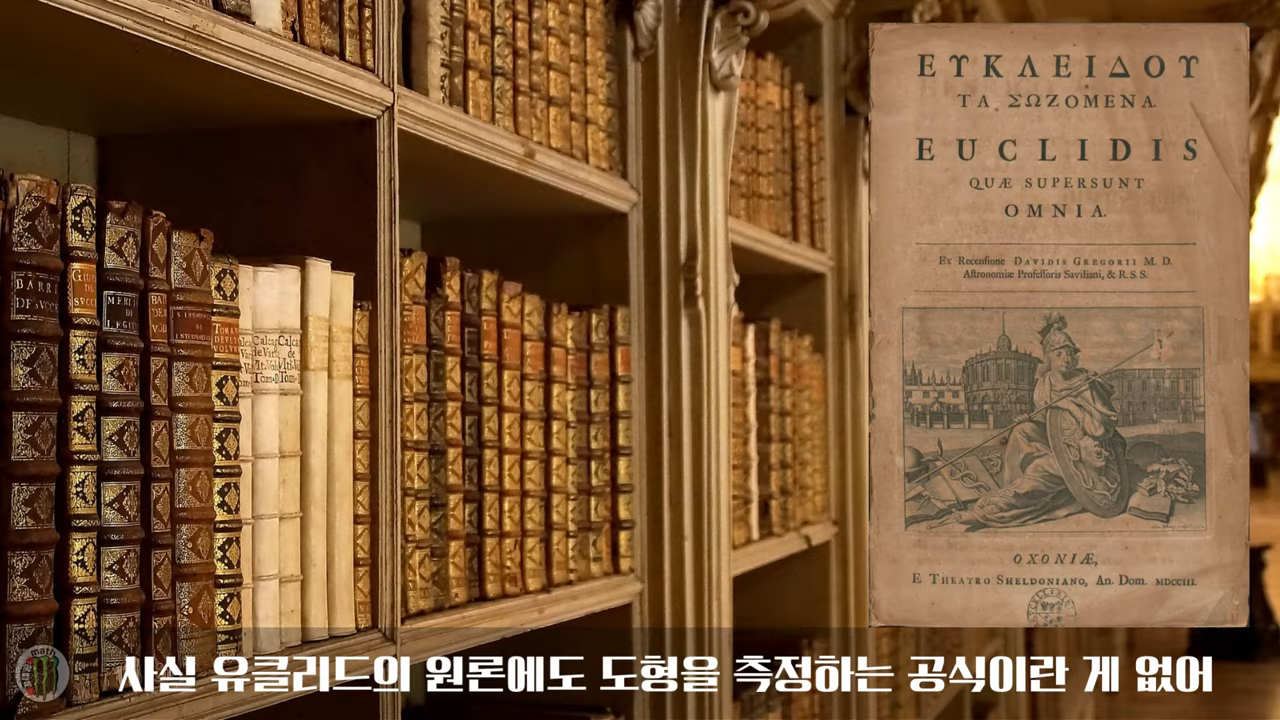 ΕΥΚΛΕΙΔΟΥ
ΤΑ ΣΩΖΟΜΕΝΑ.
EUCLIDIS
QUÆ SUPERSUNT
OMNIA.
Ex Recenſione DAVIDIS GREGORII M. D.
Aſtronomiæ Profeſſoris Saviliani, & R.S.S.
OXONIÆ,
E THEATRO SHELDONIANO, An. Dom. MDCCIII.
사실 유클리드의 원론에도 도형을 측정하는 공식이란 게 없어
math